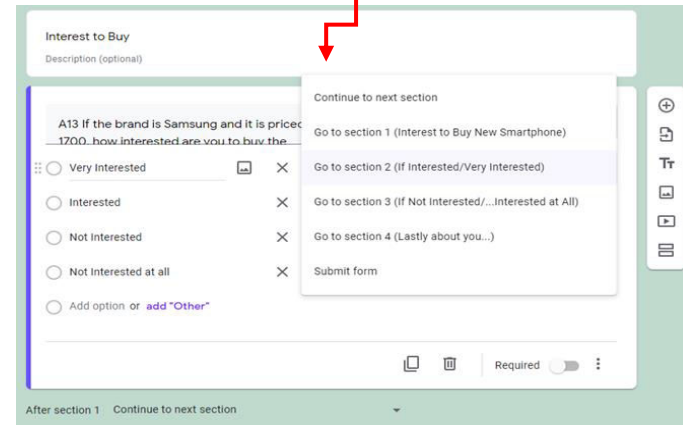 Interest to Buy
Description (optional)
Continue to next section
A13 If the brand is Samsung and it is priced
Go to section 1 (Interest to Buy New Smartphone)
1700, how interested are you to buy the
Very Interested
Go to section 2 (If Interested/Very Interested)
Interested
Go to section 3 (If Not Interested/...Interested at All)
Not Interested
Go to section 4 (Lastly about you...)
Not Interested at all
Submit form
Add option or add "Other"
Required
After section 1 Continue to next section
TT